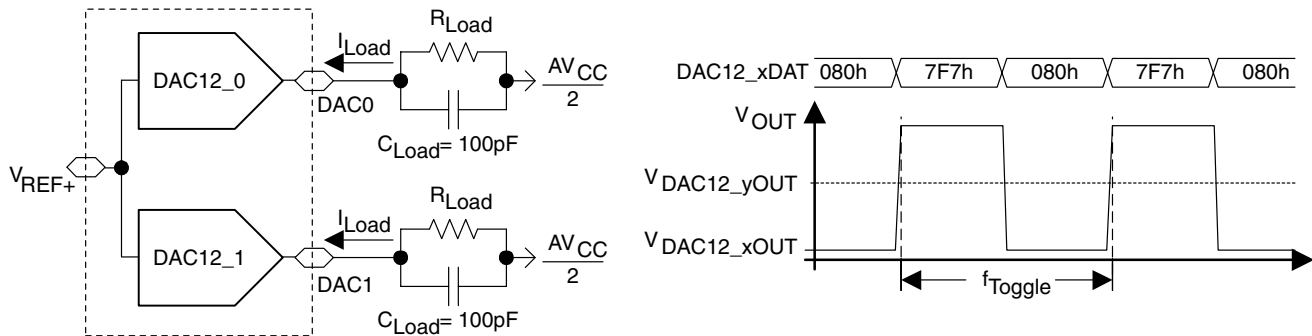 DAC12_0
DAC12_1
VREF+
ILoad
DAC0
RLoad
AVCC
2
CLoad= 100pF
ILoad
DAC1
RLoad
AVCC
2
CLoad= 100pF
DAC12_xDAT 080h 7F7h 080h 7F7h 080h
VOUT
VDAC12_yOUT
VDAC12_xOUT
fToggle